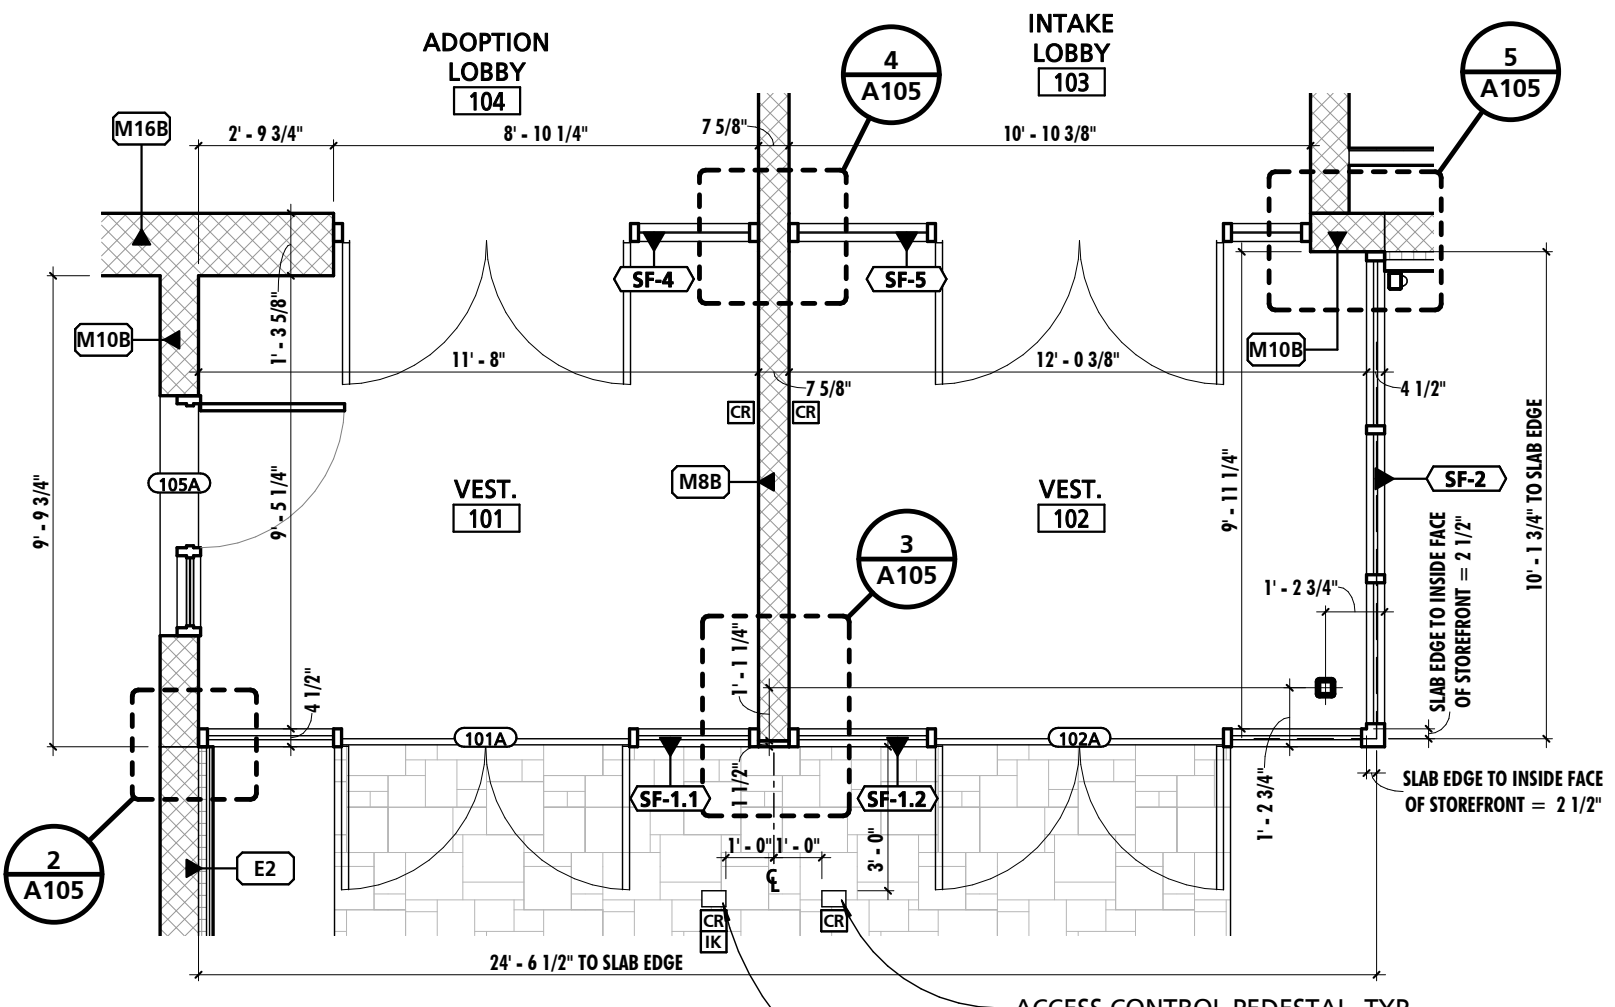 INTAKE
LOBBY
103
ADOPTION
LOBBY
104
4
A105
5
A105
M16B
2' - 9 3/4"
8' - 10 1/4"
7 5/8"
10' - 10 3/8"
SF-4
SF-5
1' - 3 5/8"
M10B
M10B
11' - 8"
12' - 0 3/8"
7 5/8"
4 1/2"
CR
CR
9' - 9 3/4"
105A
9' - 5 1/4"
VEST.
101
M8B
VEST.
102
9' - 11 1/4"
SF-2
10' - 1 3/4" TO SLAB EDGE
SLAB EDGE TO INSIDE FACE
OF STOREFRONT = 2 1/2"
3
A105
1' - 2 3/4"
1' - 1 1/4"
4 1/2"
101A
102A
1 1/2"
SF-1.1
SF-1.2
1' - 2 3/4"
SLAB EDGE TO INSIDE FACE
OF STOREFRONT = 2 1/2"
2
A105
E2
1' - 0"
1' - 0"
3' - 0"
CL
CR
IK
CR
24' - 6 1/2" TO SLAB EDGE
ACCESS CONTROL PEDESTAL, TYP.